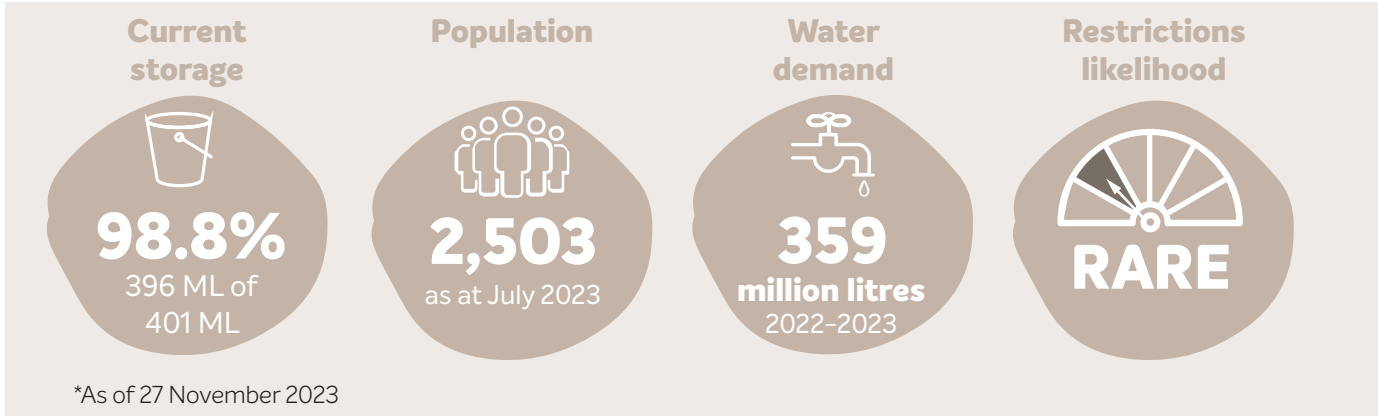 Current
storage
98.8%
396 ML of
401 ML
Population
2,503
as at July 2023
Water
demand
359
million litres
2022–2023
Restrictions
likelihood
RARE
*As of 27 November 2023